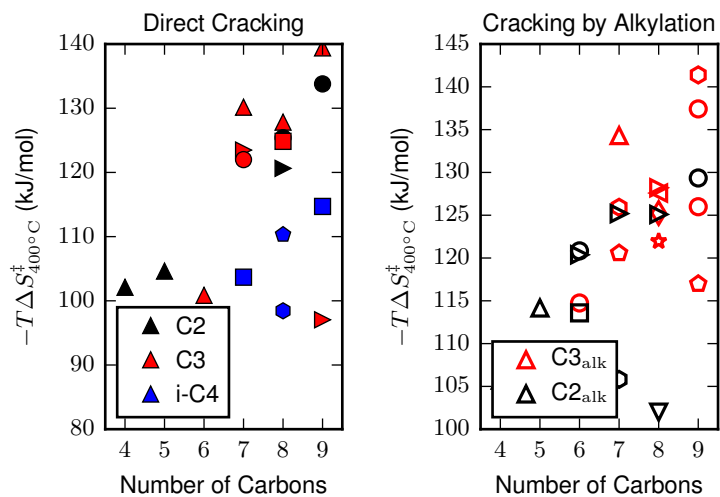 Direct Cracking
−TΔS‡400°C (kJ/mol)
140
130
120
110
100
90
80
C2
C3
i-C4
4 5 6 7 8 9
Number of Carbons
Cracking by Alkylation
−TΔS‡400°C (kJ/mol)
145
140
135
130
125
120
115
110
105
100
C3alk
C2alk
4 5 6 7 8 9
Number of Carbons